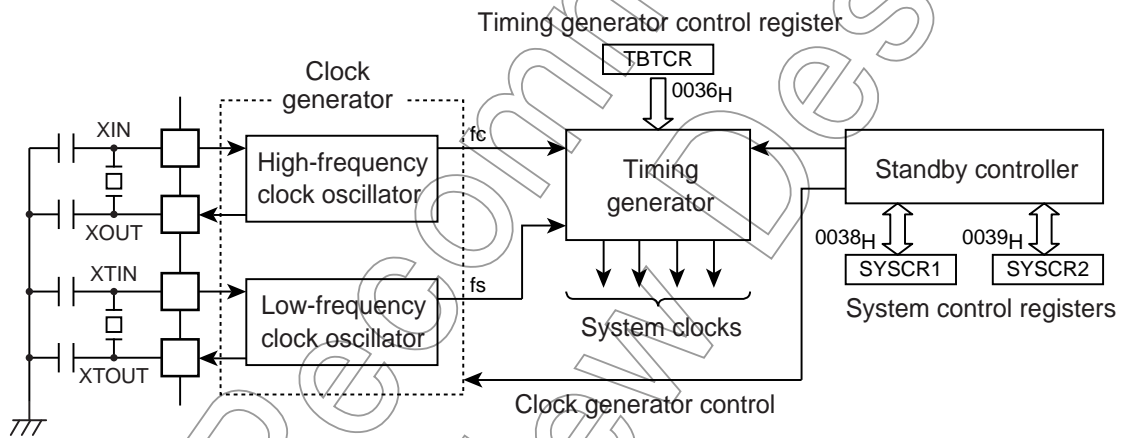 Timing generator control register
TBTCR
0036H
Clock
generator
XIN
XOUT
XTIN
XTOUT
High-frequency
clock oscillator
fc
Low-frequency
clock oscillator
fs
Timing
generator
System clocks
Standby controller
0038H
0039H
SYSCR1
SYSCR2
System control registers
Clock generator control